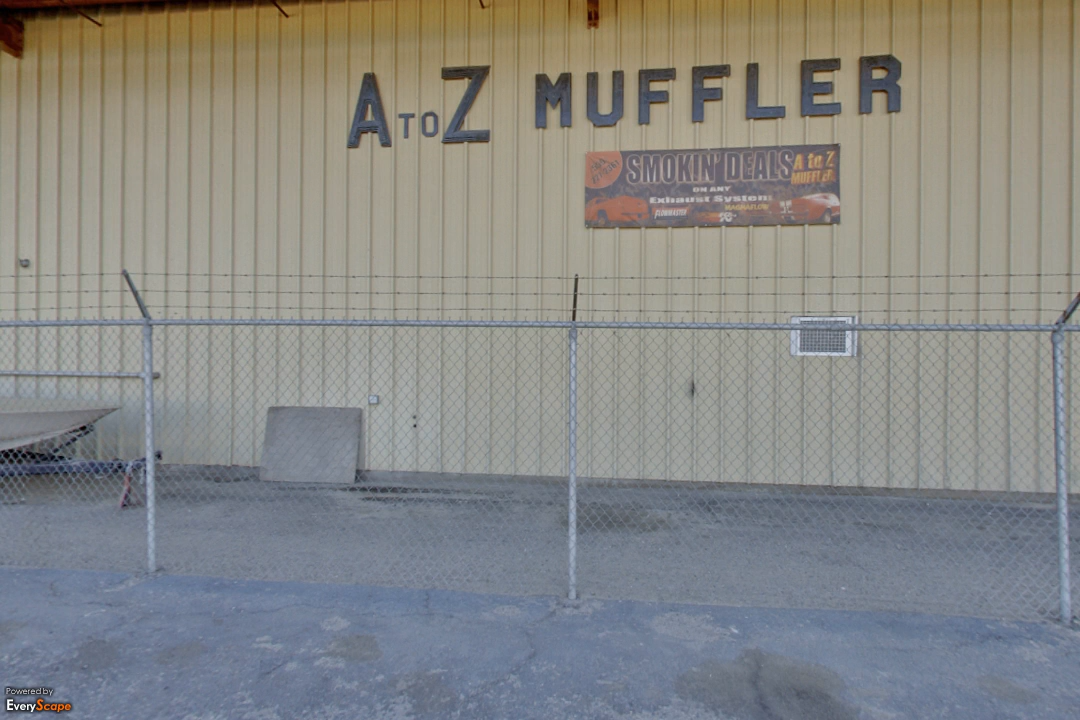 A TO Z MUFFLER
SMOKIN' DEALS
A to Z
MUFFLER
ON ANY
Exhaust System
FLOWMASTER
MAGNAFLOW
Powered by
EveryScape